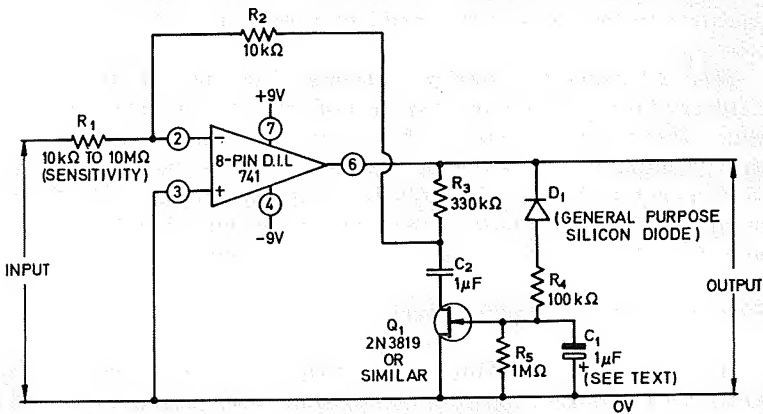 R2
10kΩ
+9V
R1
10kΩ TO 10MΩ
(SENSITIVITY)
2
–
7
8-PIN D.I.L
741
6
3
+
4
-9V
R3
330kΩ
D1
(GENERAL PURPOSE
SILICON DIODE)
INPUT
C2
1µF
R4
100kΩ
OUTPUT
Q1
2N3819
OR
SIMILAR
R5
1MΩ
C1
1µF
+
(SEE TEXT)
0V